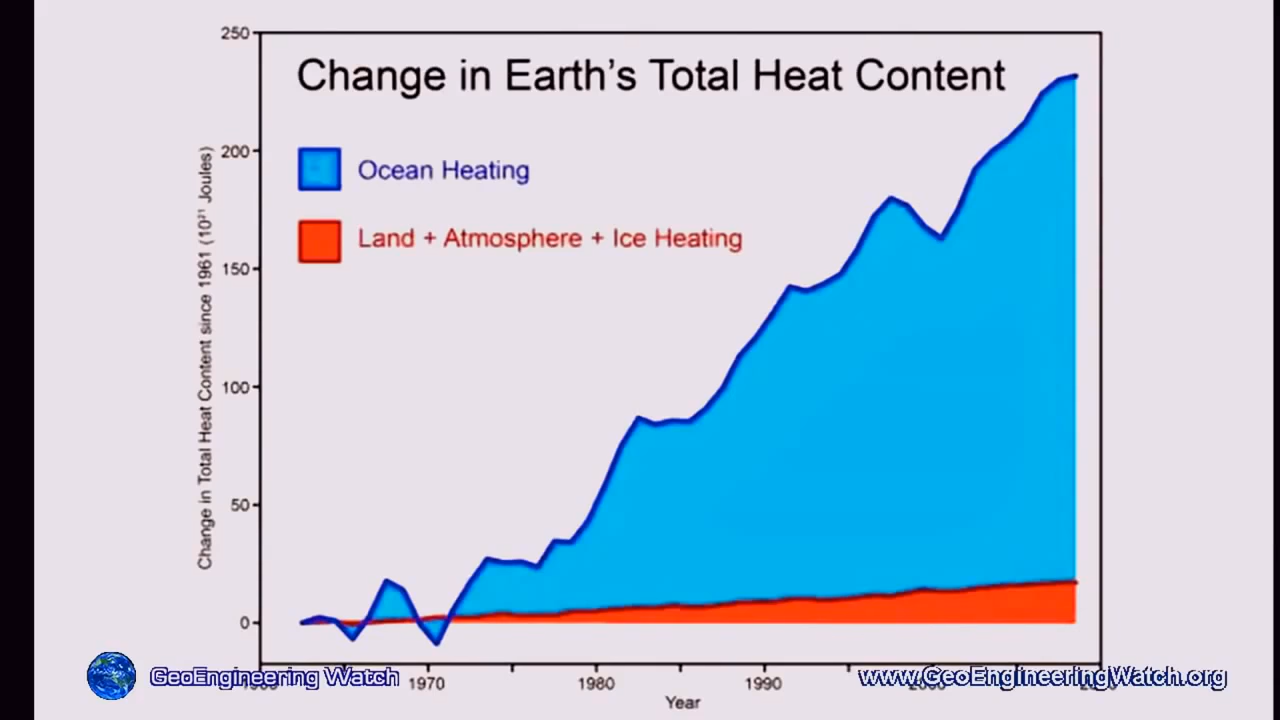 250
Change in Earth's Total Heat Content
200
Ocean Heating
Land + Atmosphere + Ice Heating
150
100
50
0
Change in Total Heat Content since 1961 (10²¹ Joules)
1970
1980
1990
Year
GeoEngineering Watch
www.GeoEngineeringWatch.org